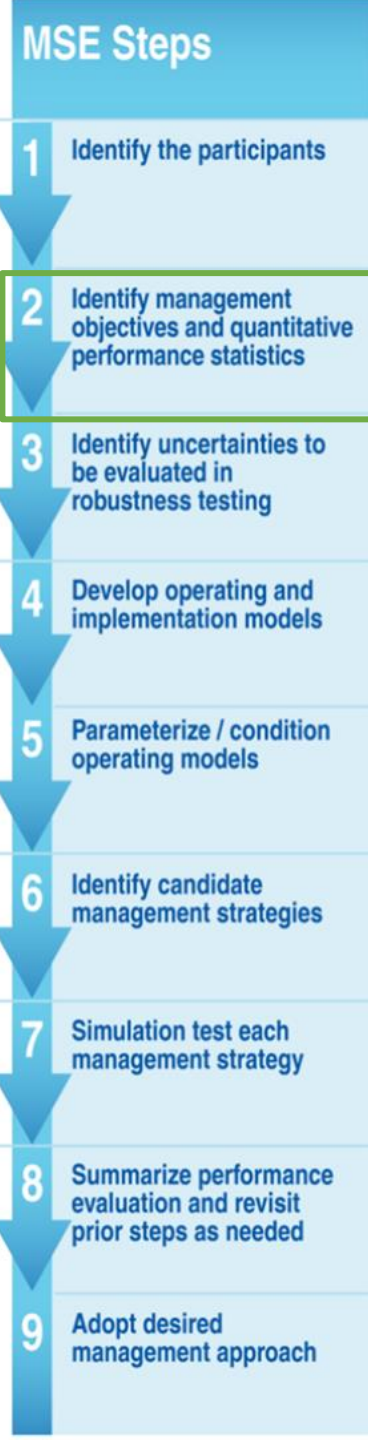 MSE Steps
1
Identify the participants
2
Identify management
objectives and quantitative
performance statistics
3
Identify uncertainties to
be evaluated in
robustness testing
4
Develop operating and
implementation models
5
Parameterize / condition
operating models
6
Identify candidate
management strategies
7
Simulation test each
management strategy
8
Summarize performance
evaluation and revisit
prior steps as needed
9
Adopt desired
management approach